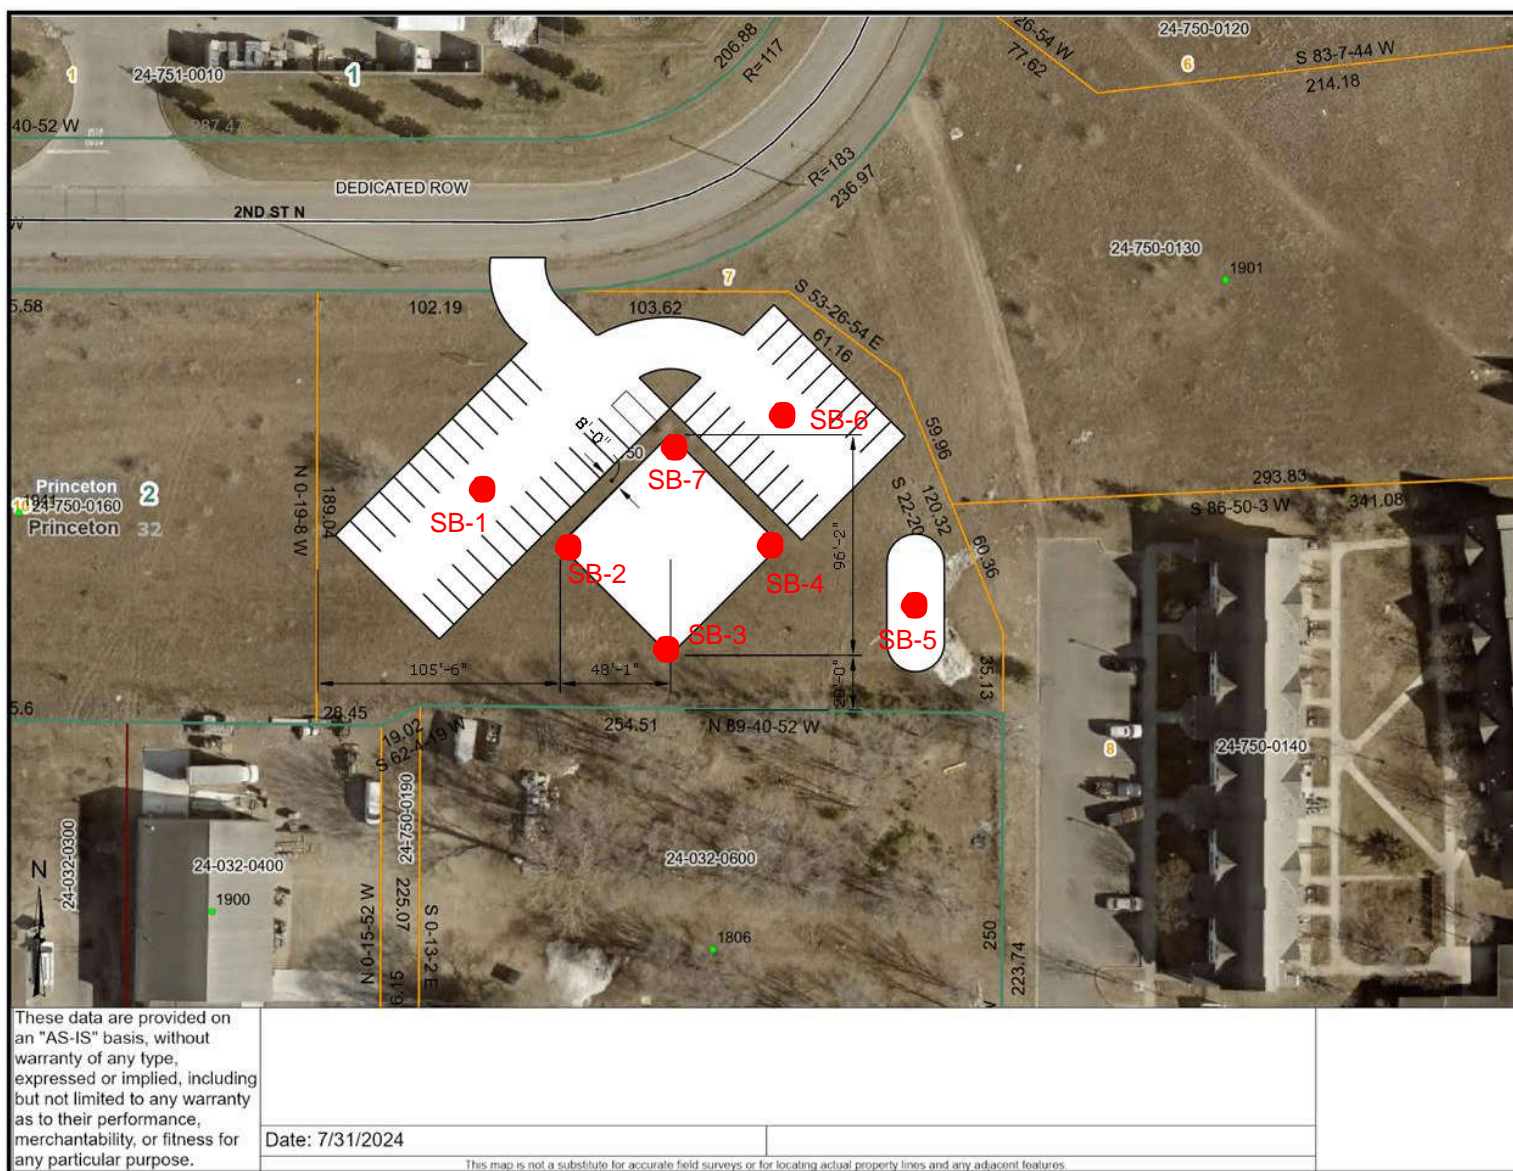 24-750-0120
26-54 W
77.62
S 83-7-44 W
214.18
6
1
24-751-0010
1
206.88
R=117
40-52 W
287.47
R=183
236.97
DEDICATED ROW
2ND ST N
W
24-750-0130
1901
7
5.58
102.19
103.62
S 53-26-54 E
61.16
59.96
SB-6
8'-0"
50
SB-7
SB-1
N 0-19-8 W
189.04
Princeton
2
1941
10
24-750-0160
Princeton
32
293.83
S 86-50-3 W
341.08
S 22-20
120.32
60.36
96'-2"
SB-2
SB-4
SB-5
SB-3
105'-6"
48'-1"
20'-0"
35.13
5.6
28.45
19.02
S 62-4-19 W
254.51
N 89-40-52 W
8
24-750-0140
24-750-0190
24-032-0300
24-032-0400
24-032-0600
1900
1806
N
N 0-15-52 W
225.07
S 0-13-2 E
6.15
250
223.74
W
These data are provided on
an "AS-IS" basis, without
warranty of any type,
expressed or implied, including
but not limited to any warranty
as to their performance,
merchantability, or fitness for
any particular purpose.
Date: 7/31/2024
This map is not a substitute for accurate field surveys or for locating actual property lines and any adjacent features.